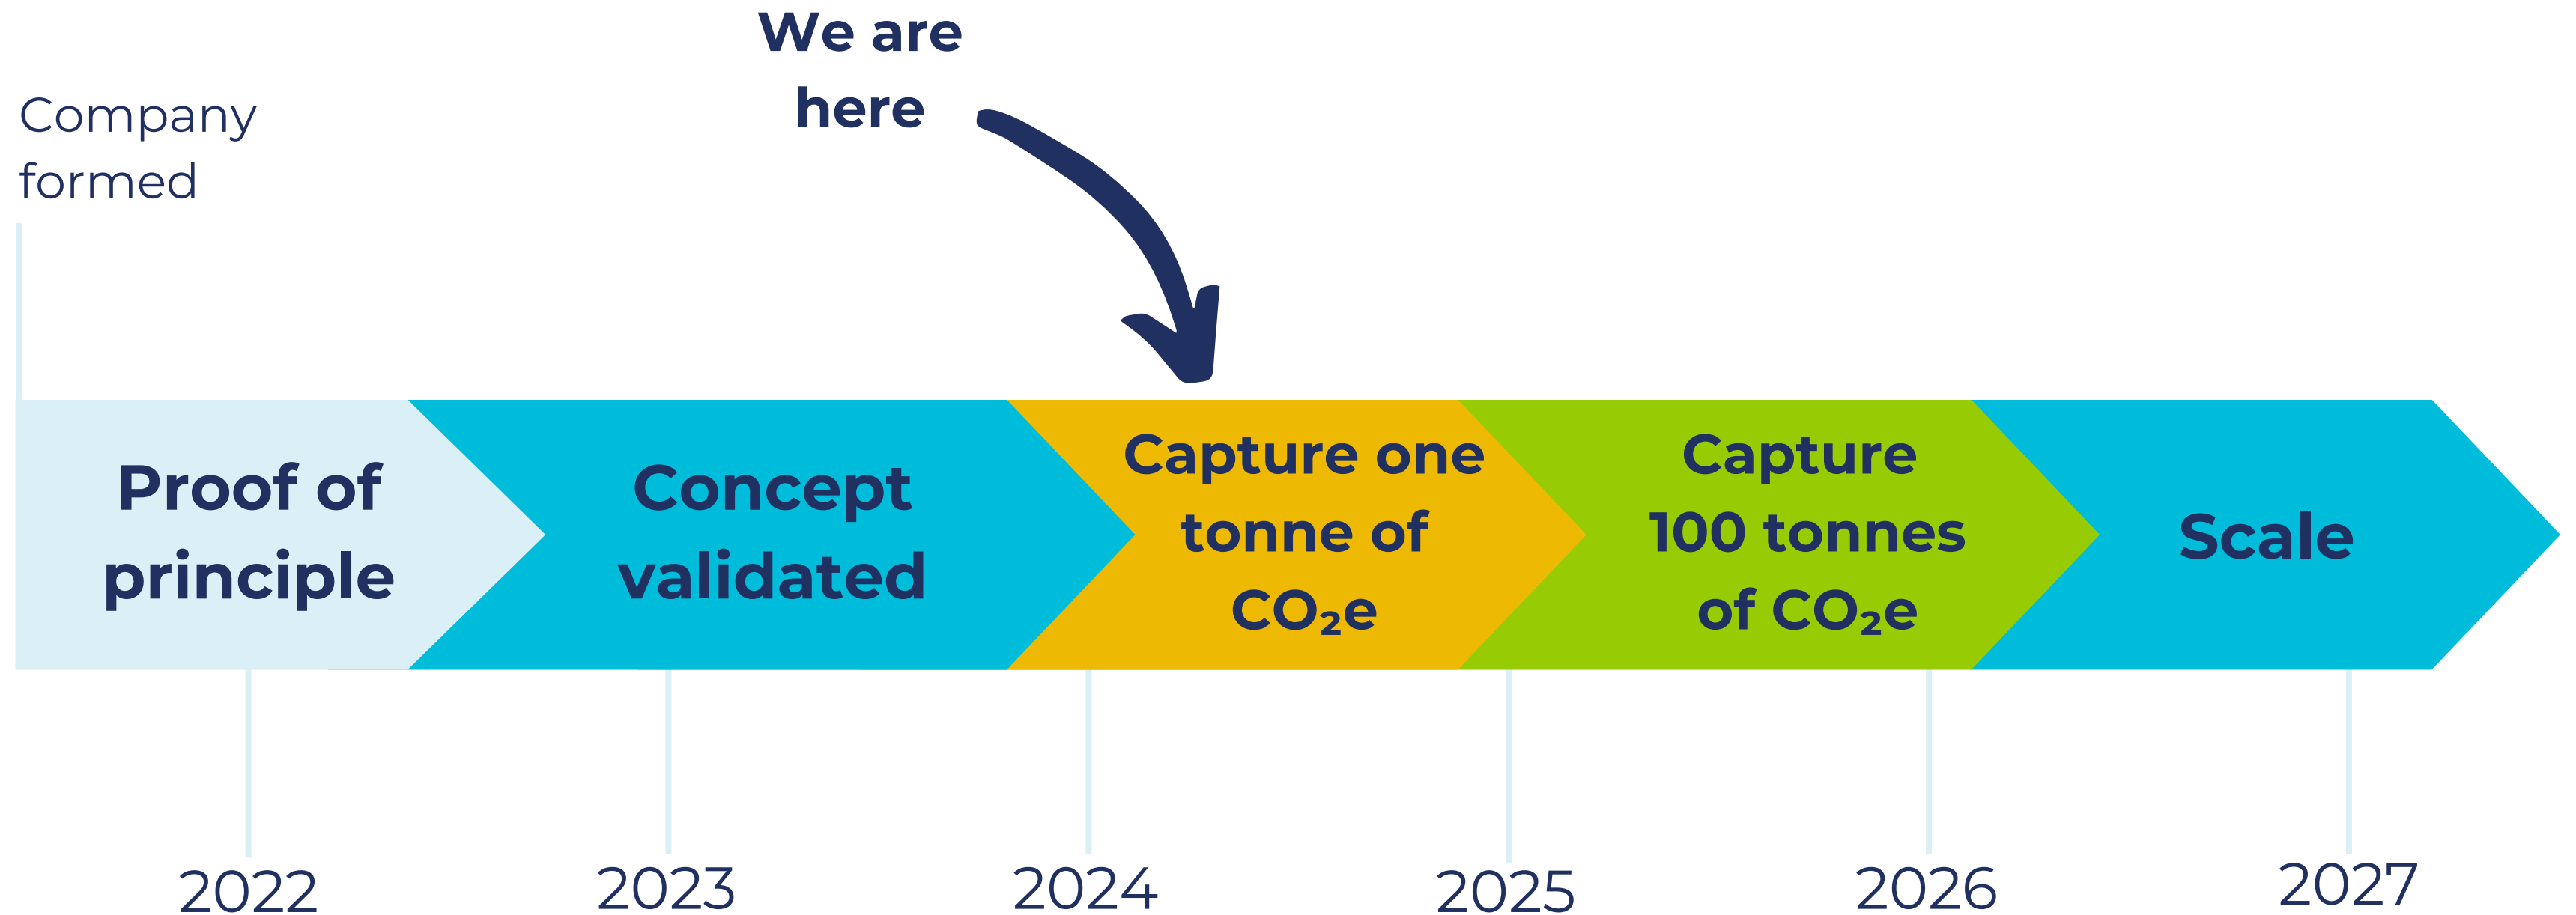 We are
here
Company
formed
Proof of
principle
Concept
validated
Capture one
tonne of
CO₂e
Capture
100 tonnes
of CO₂e
Scale
2022
2023
2024
2025
2026
2027